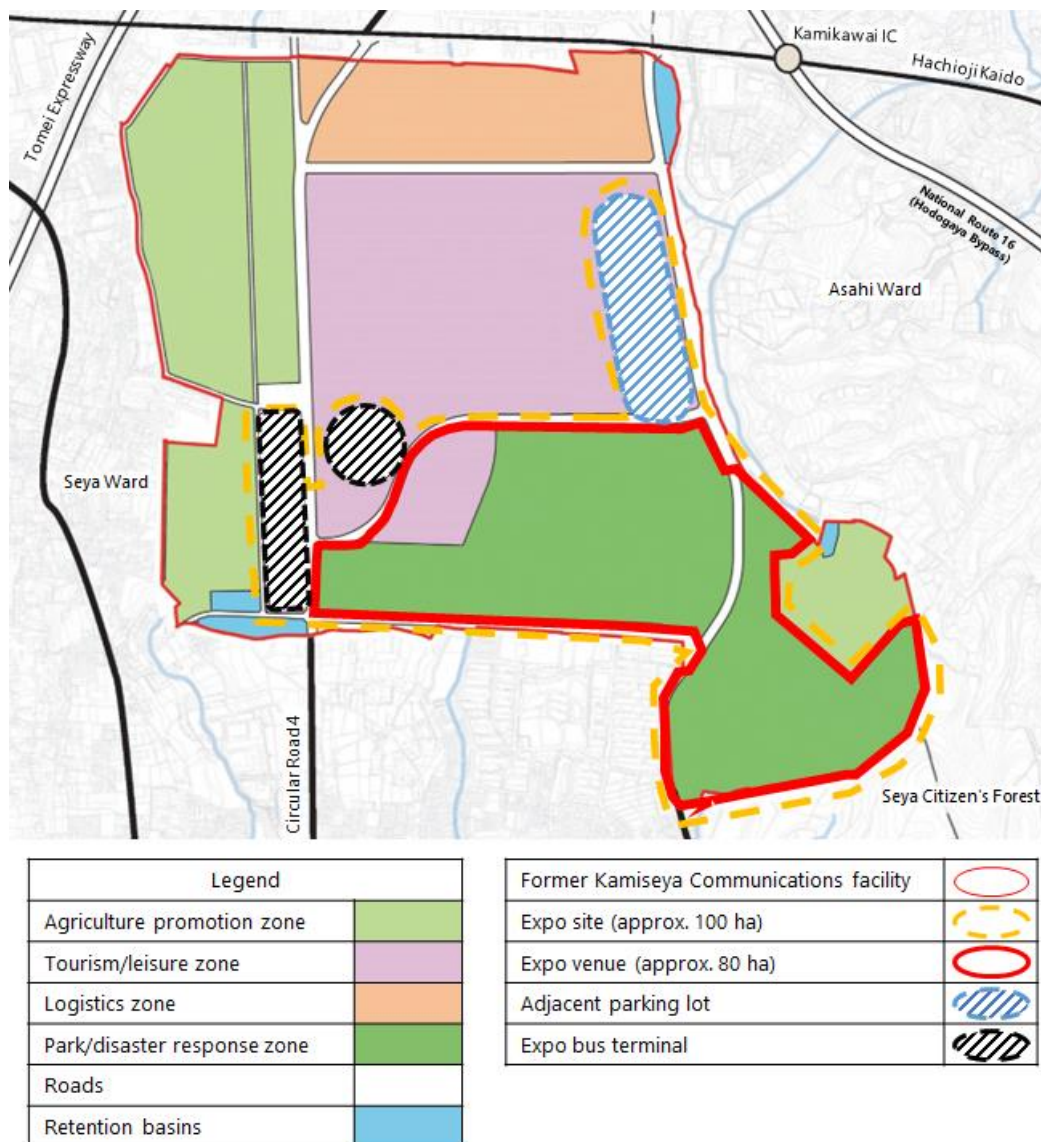 Kamikawai IC
Hachioji Kaido
Tomei Expressway
National Route 16
(Hodogaya Bypass)
Asahi Ward
Seya Ward
Circular Road 4
Seya Citizen's Forest
Legend
Agriculture promotion zone
Tourism/leisure zone
Logistics zone
Park/disaster response zone
Roads
Retention basins
Former Kamiseya Communications facility
Expo site (approx. 100 ha)
Expo venue (approx. 80 ha)
Adjacent parking lot
Expo bus terminal